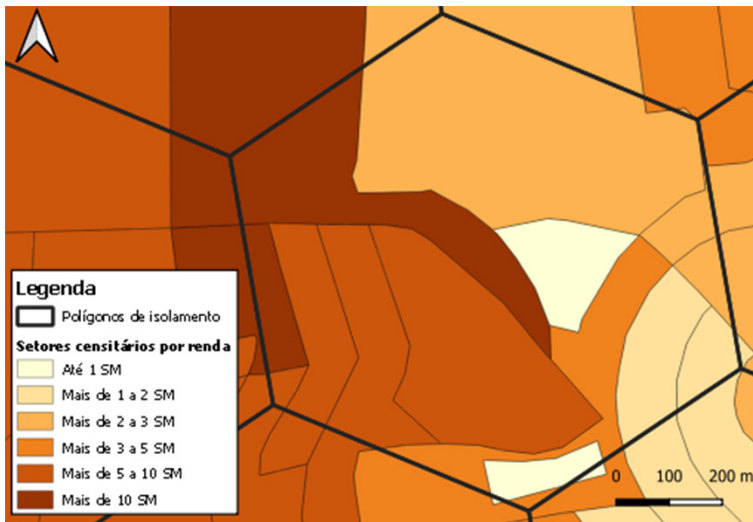 Legenda
Polígonos de isolamento
Setores censitários por renda
Até 1 SM
Mais de 1 a 2 SM
Mais de 2 a 3 SM
Mais de 3 a 5 SM
Mais de 5 a 10 SM
Mais de 10 SM
0 100 200 m